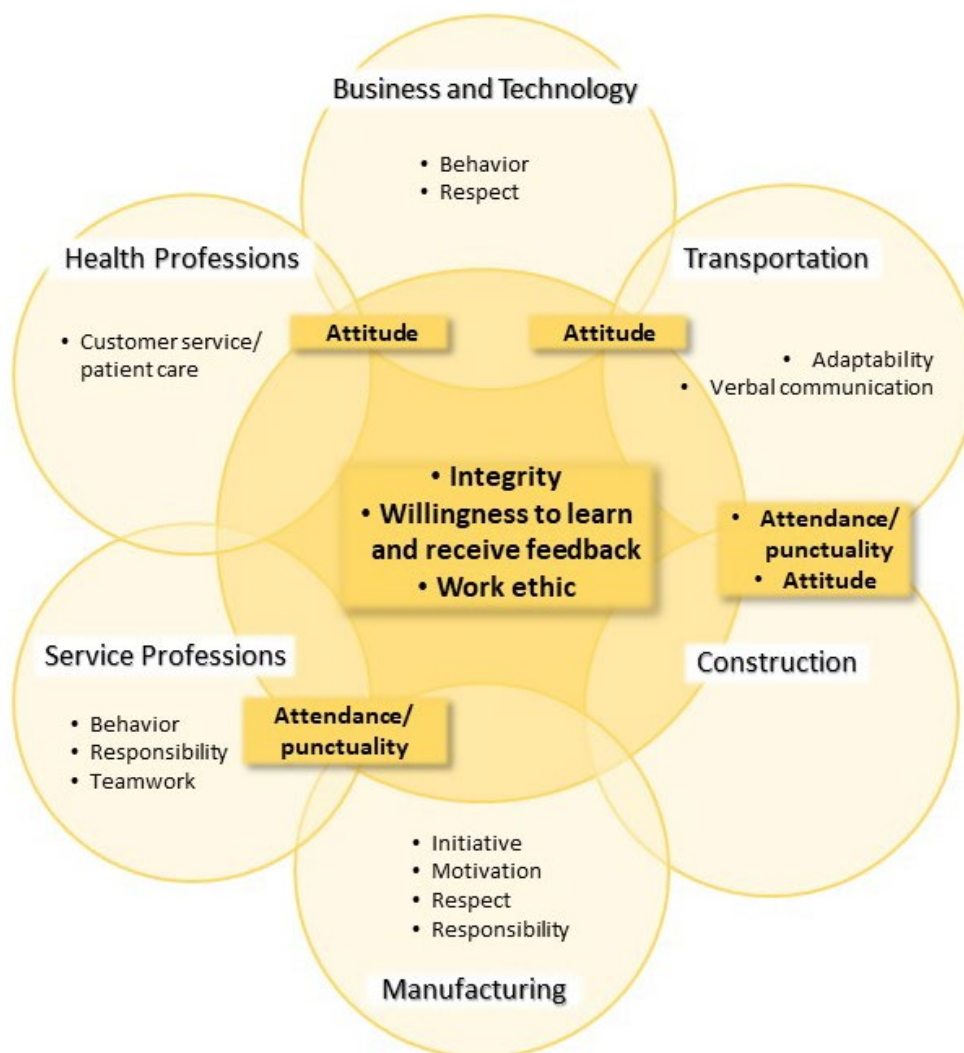 Business and Technology
• Behavior
• Respect
Health Professions
• Customer service/
patient care
Transportation
• Adaptability
• Verbal communication
Attitude
Attitude
• Integrity
• Willingness to learn
and receive feedback
• Work ethic
• Attendance/
punctuality
• Attitude
Service Professions
• Behavior
• Responsibility
• Teamwork
Attendance/
punctuality
Construction
• Initiative
• Motivation
• Respect
• Responsibility
Manufacturing